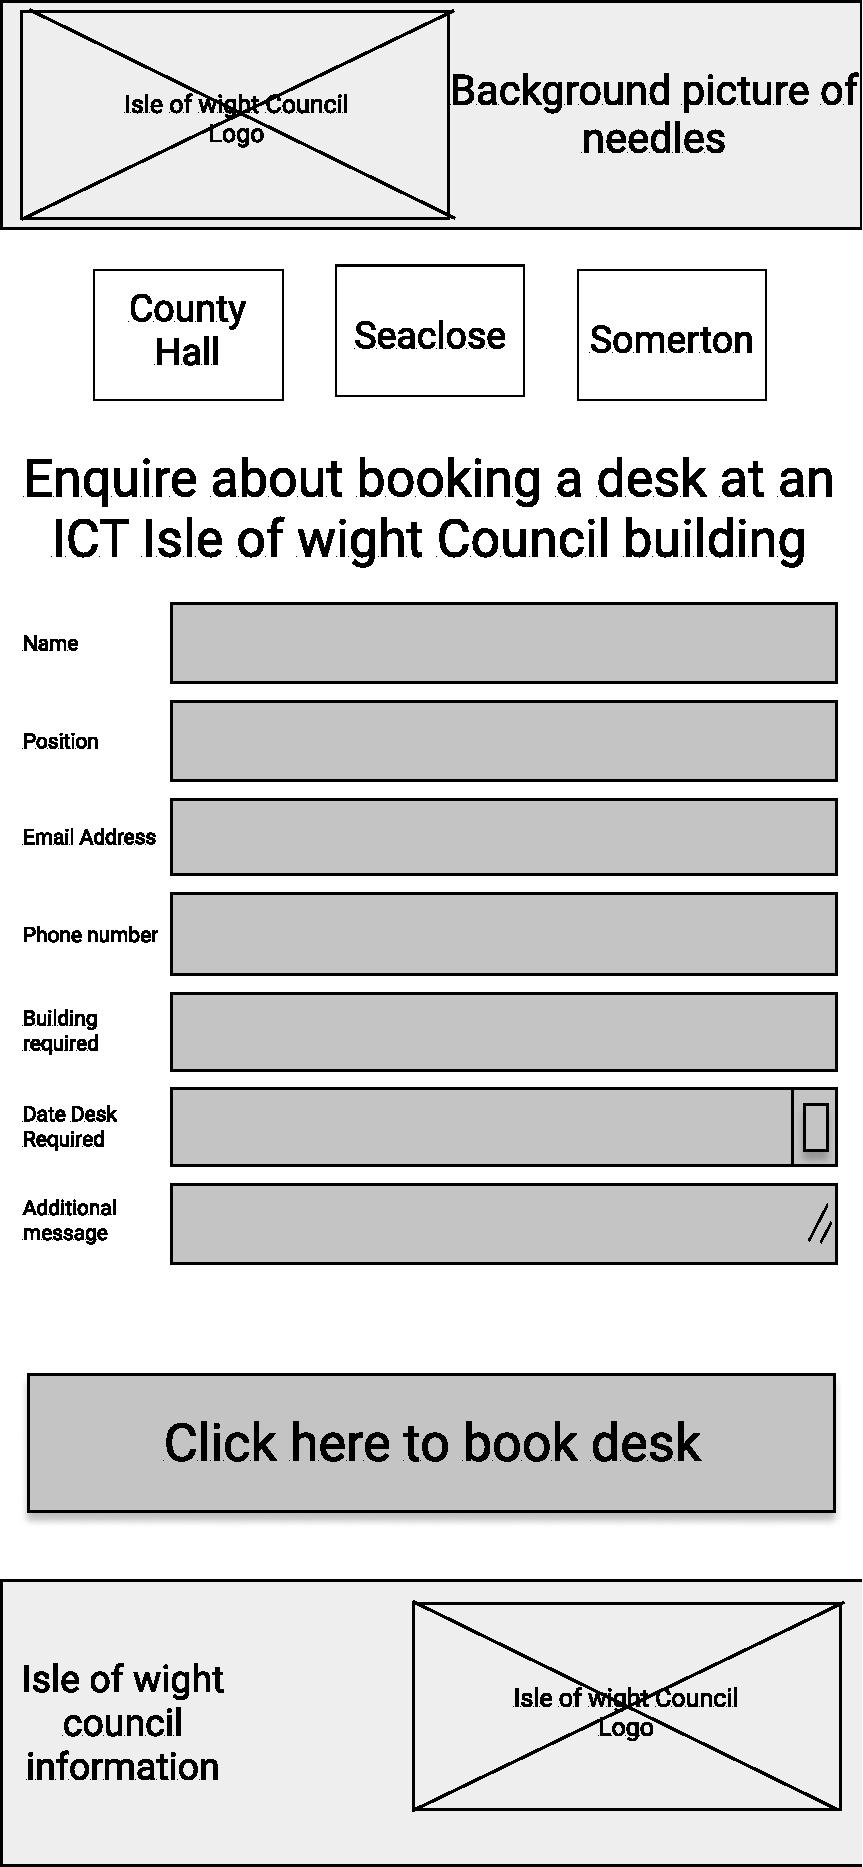 Isle of wight Council
Logo
Background picture of
needles
County
Hall
Seaclose
Somerton
Enquire about booking a desk at an
ICT Isle of wight Council building
Name
Position
Email Address
Phone number
Building
required
Date Desk
Required
Additional
message
Click here to book desk
Isle of wight
council
information
Isle of wight Council
Logo